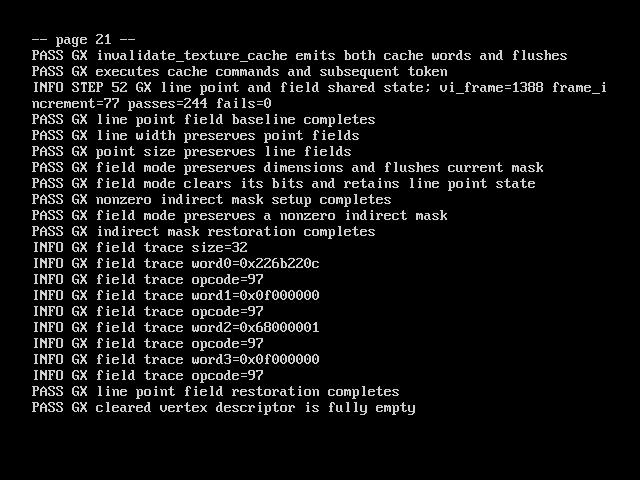 -- page 21 --
PASS GX invalidate_texture_cache emits both cache words and flushes
PASS GX executes cache commands and subsequent token
INFO STEP 52 GX line point and field shared state; vi_frame=1388 frame_i
ncrement=77 passes=244 fails=0
PASS GX line point field baseline completes
PASS GX line width preserves point fields
PASS GX point size preserves line fields
PASS GX field mode preserves dimensions and flushes current mask
PASS GX field mode clears its bits and retains line point state
PASS GX nonzero indirect mask setup completes
PASS GX field mode preserves a nonzero indirect mask
PASS GX indirect mask restoration completes
INFO GX field trace size=32
INFO GX field trace word0=0x226b220c
INFO GX field trace opcode=97
INFO GX field trace word1=0x0f000000
INFO GX field trace opcode=97
INFO GX field trace word2=0x68000001
INFO GX field trace opcode=97
INFO GX field trace word3=0x0f000000
INFO GX field trace opcode=97
PASS GX line point field restoration completes
PASS GX cleared vertex descriptor is fully empty